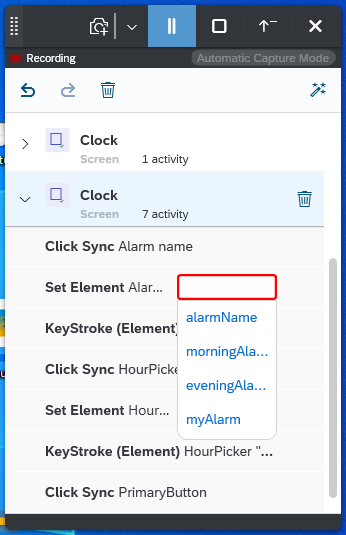 Recording
Automatic Capture Mode
Clock
Screen 1 activity
Clock
Screen 7 activity
Click Sync Alarm name
Set Element Alar...
alarmName
KeyStroke (Element)
morningAla...
Click Sync HourPicke
eveningAla...
Set Element Hour...
myAlarm
KeyStroke (Element) HourPicker "...
Click Sync PrimaryButton